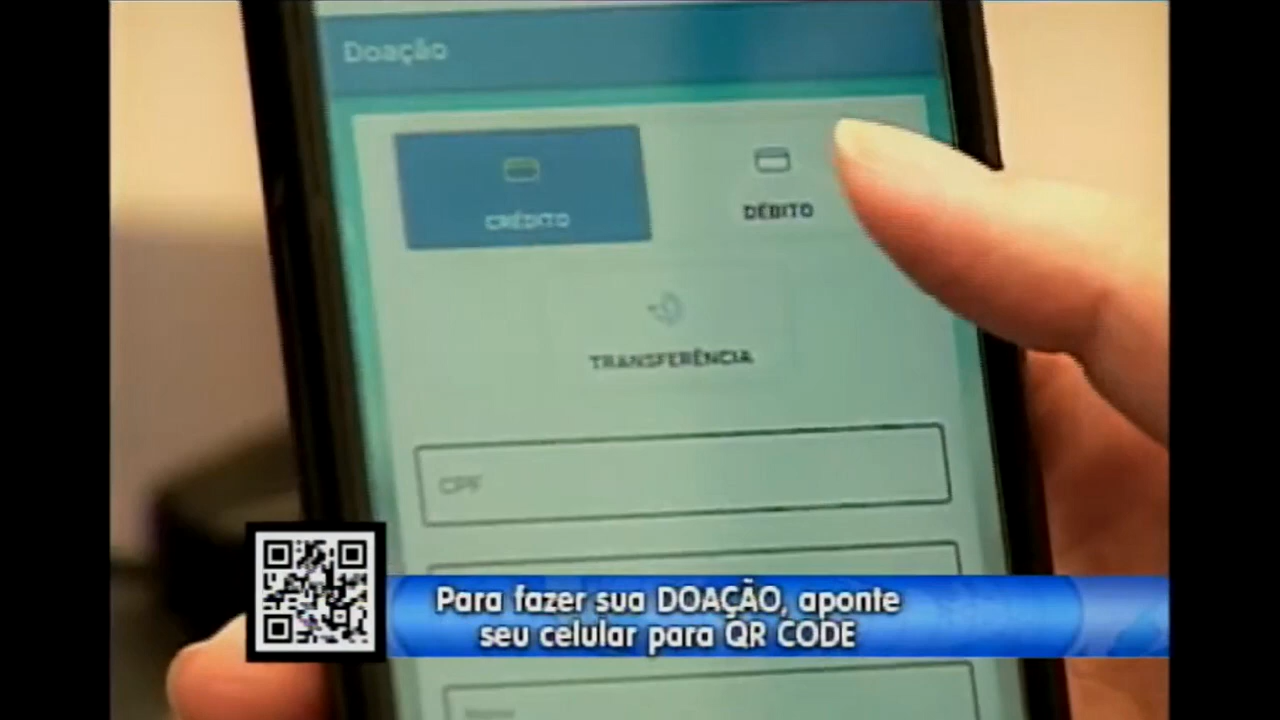 Doação
CRÉDITO
DÉBITO
TRANSFERÊNCIA
CPF
Para fazer sua DOAÇÃO, aponte
seu celular para QR CODE